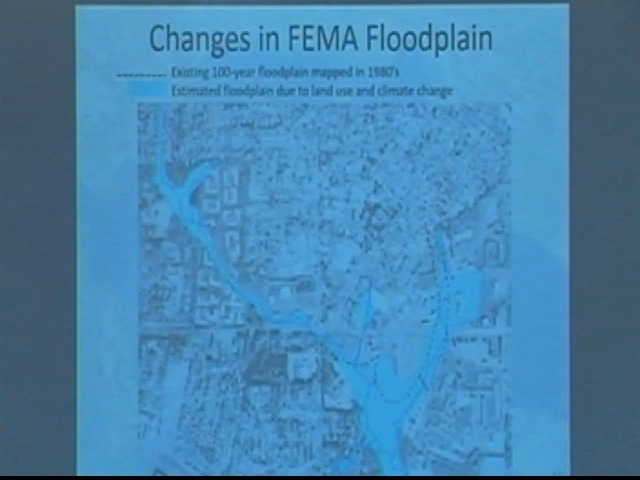 Changes in FEMA Floodplain
Existing 100-year floodplain mapped in 1980's
Estimated floodplain due to land use and climate change